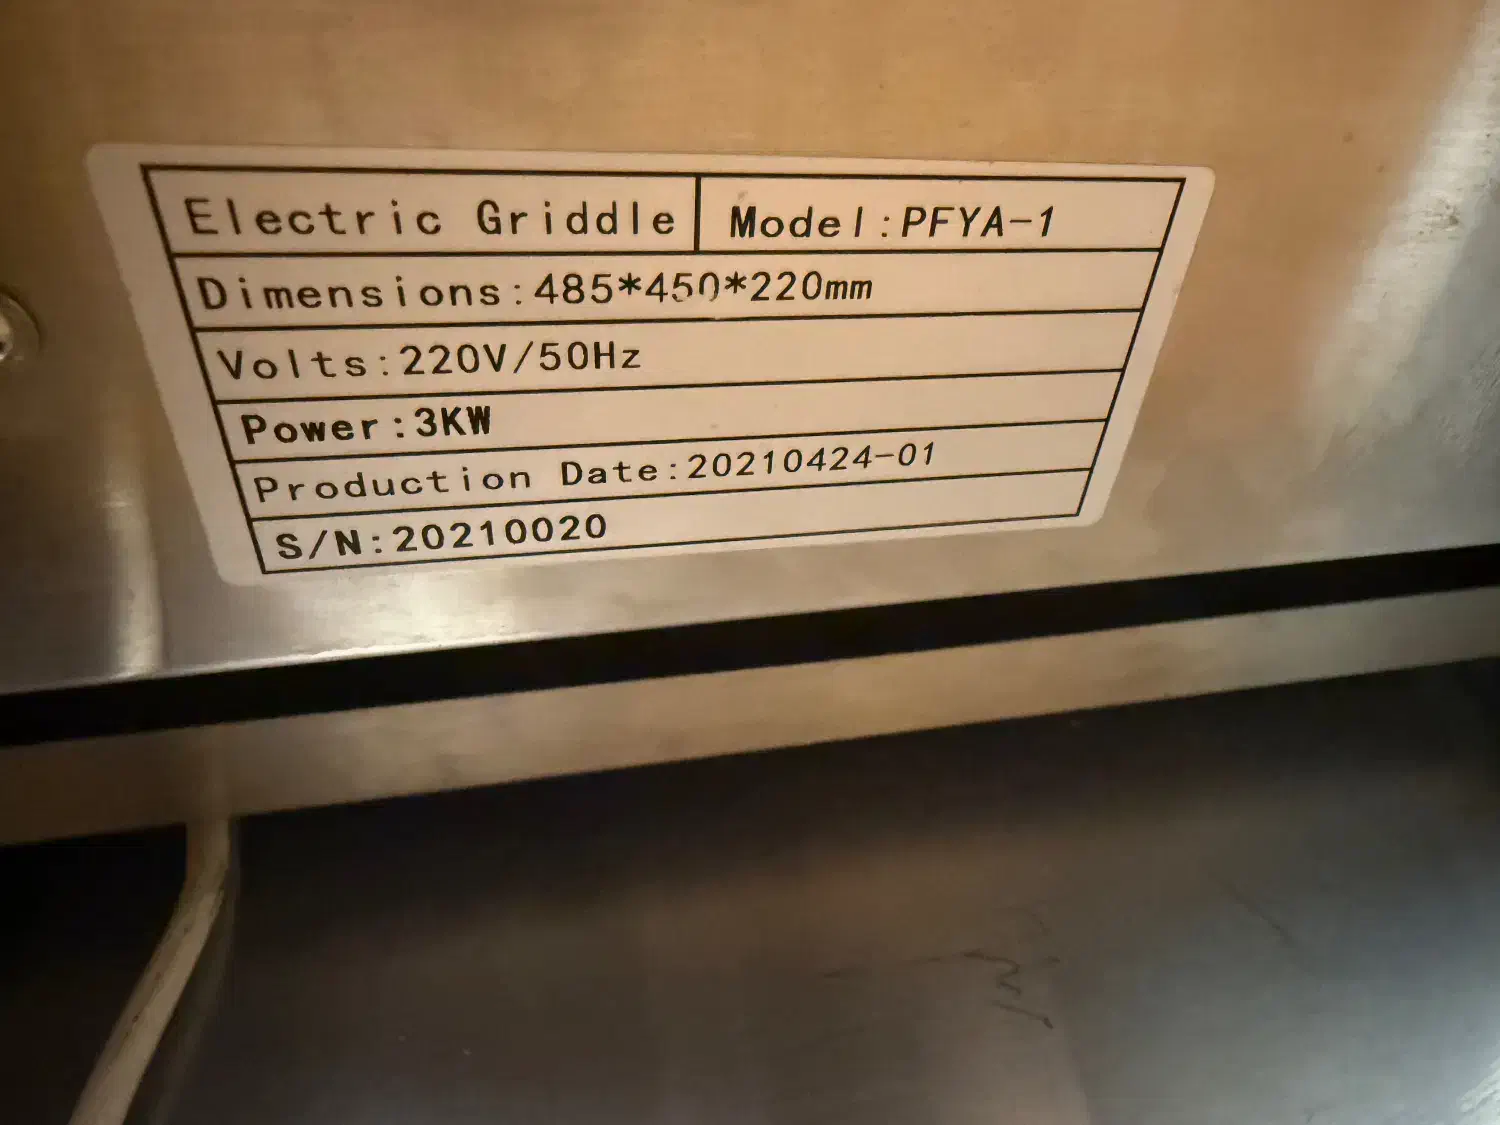 Electric Griddle Model:PFYA-1
Dimensions:485*450*220mm
Volts:220V/50Hz
Power:3KW
Production Date:20210424-01
S/N:20210020